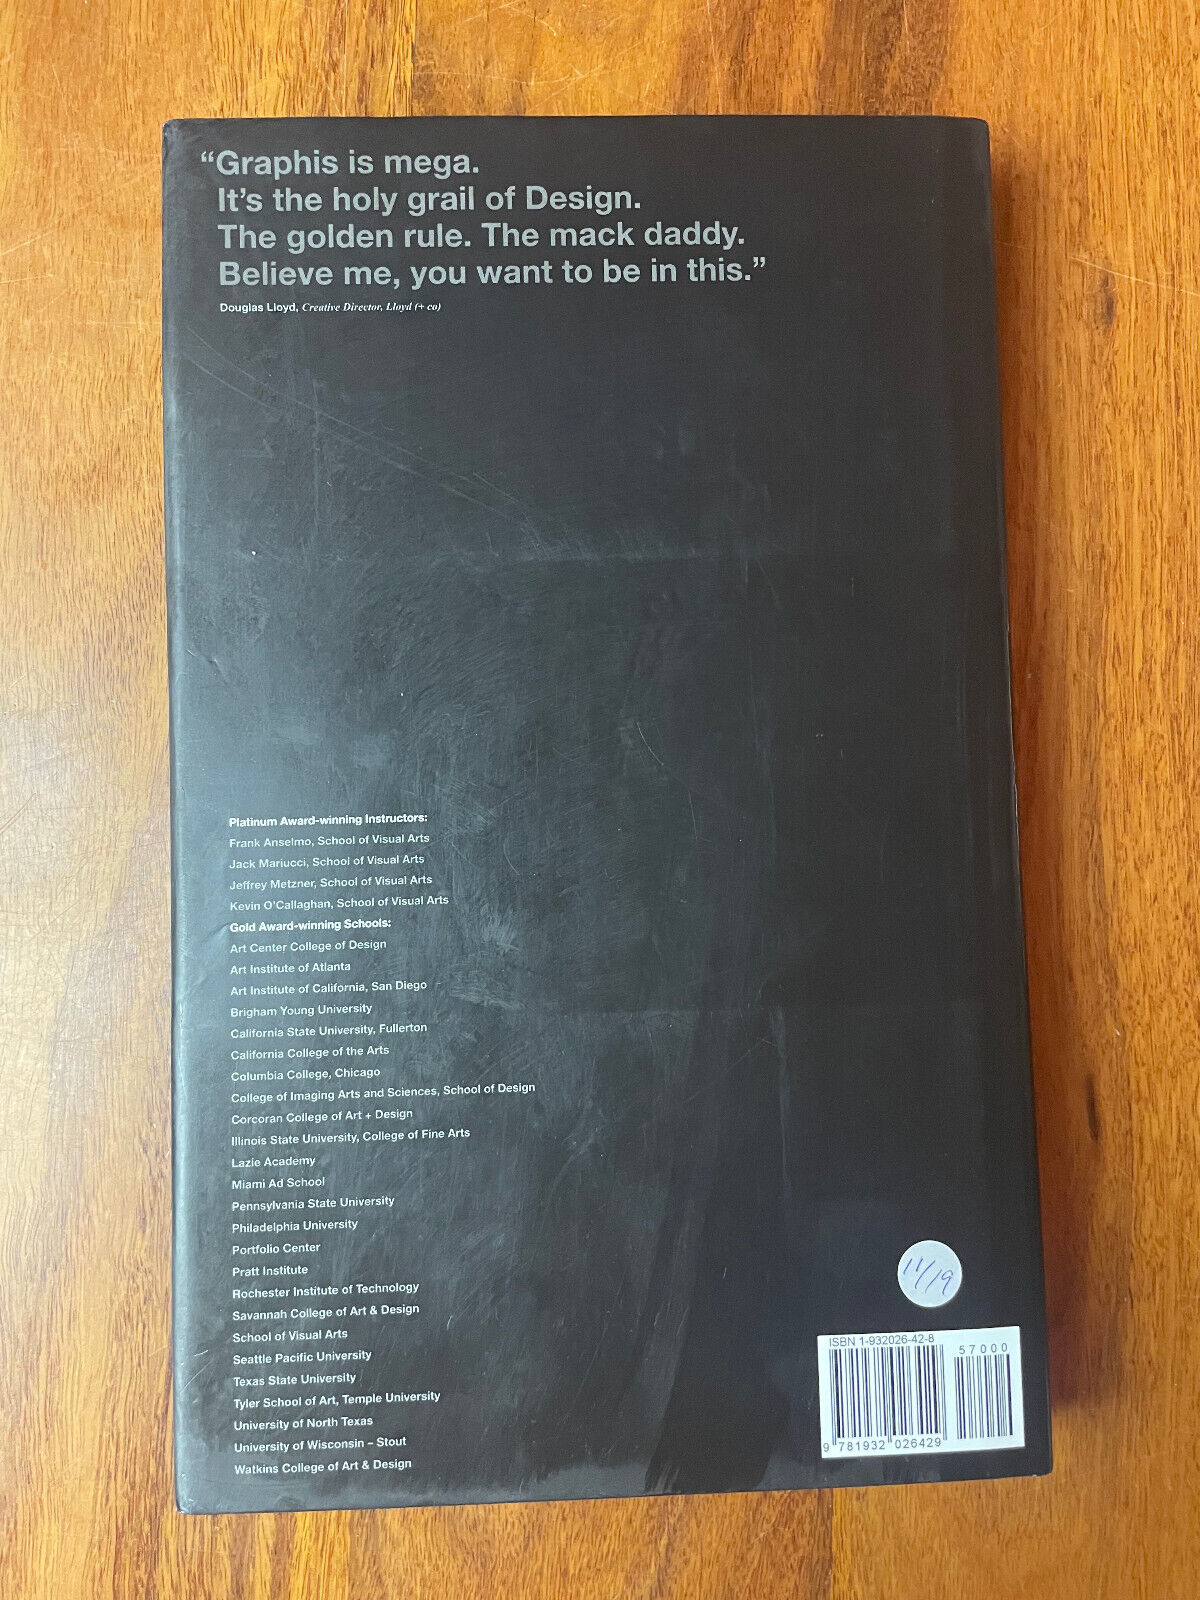 “Graphis is mega.
It’s the holy grail of Design.
The golden rule. The mack daddy.
Believe me, you want to be in this.”
Douglas Lloyd, Creative Director, Lloyd (+ co)
Platinum Award-winning Instructors:
Frank Anselmo, School of Visual Arts
Jack Mariucci, School of Visual Arts
Jeffrey Metzner, School of Visual Arts
Kevin O’Callaghan, School of Visual Arts
Gold Award-winning Schools:
Art Center College of Design
Art Institute of Atlanta
Art Institute of California, San Diego
Brigham Young University
California State University, Fullerton
California College of the Arts
Columbia College, Chicago
College of Imaging Arts and Sciences, School of Design
Corcoran College of Art + Design
Illinois State University, College of Fine Arts
Lazie Academy
Miami Ad School
Pennsylvania State University
Philadelphia University
Portfolio Center
Pratt Institute
Rochester Institute of Technology
Savannah College of Art & Design
School of Visual Arts
Seattle Pacific University
Texas State University
Tyler School of Art, Temple University
University of North Texas
University of Wisconsin – Stout
Watkins College of Art & Design
11/19
ISBN 1-932026-42-8
57000
9 781932 026429